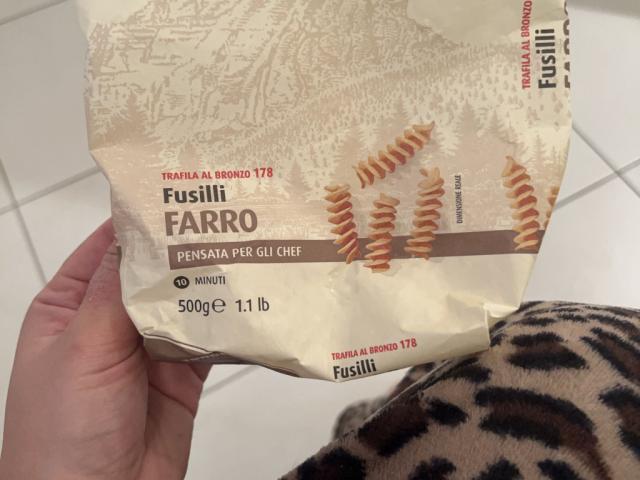 TRAFILA AL BRONZO 178
Fusilli
FARRO
PENSATA PER GLI CHEF
10 MINUTI
500g e 1.1 lb
DIMENSIONE REALE
TRAFILA AL BRONZO
Fusilli
TRAFILA AL BRONZO 178
Fusilli